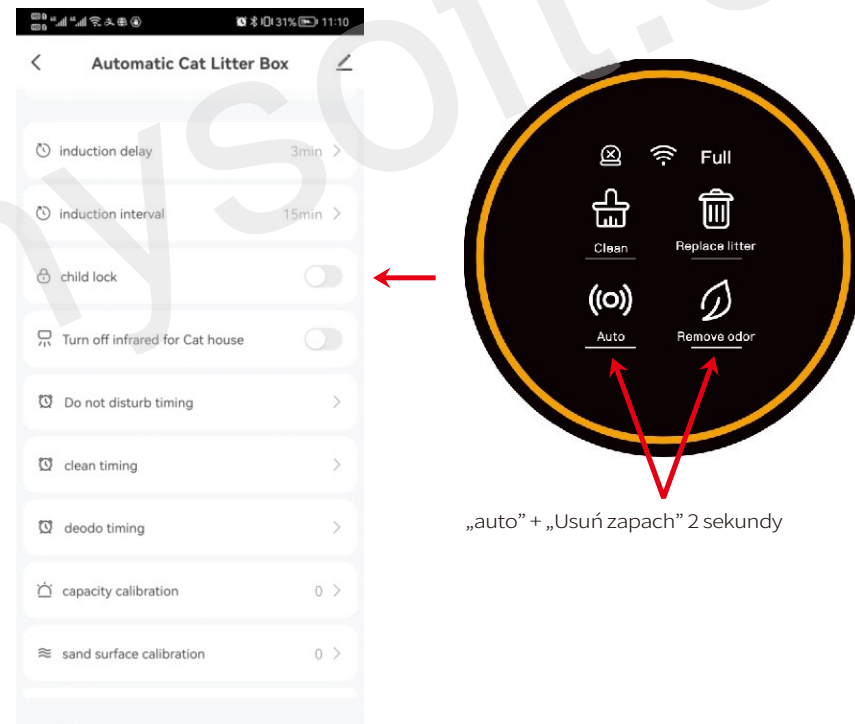 31% 11:10
Automatic Cat Litter Box
induction delay 3min >
induction interval 15min >
child lock
Turn off infrared for Cat house
Do not disturb timing >
clean timing >
deodo timing >
capacity calibration 0 >
sand surface calibration 0 >
Full
Clean Replace litter
Auto Remove odor
„auto” + „Usuń zapach” 2 sekundy